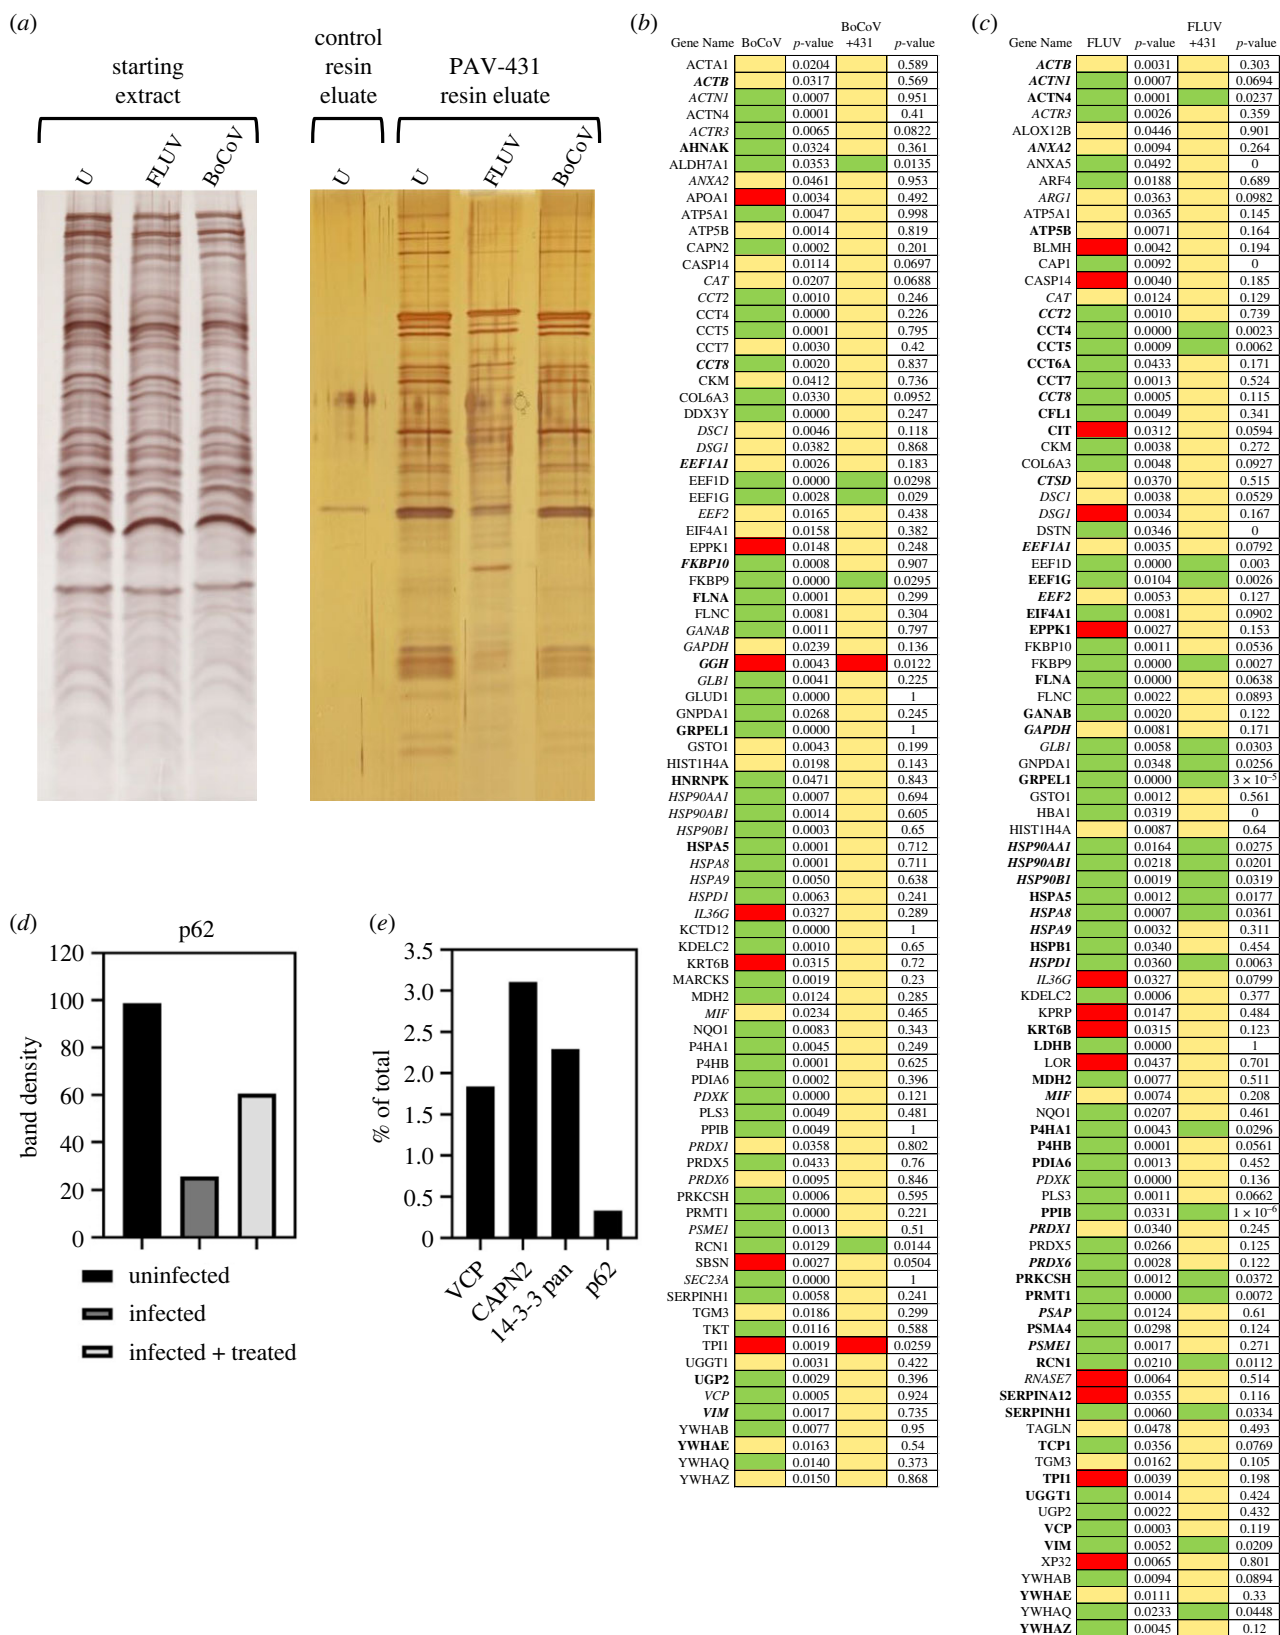 (a)
starting
extract
control
resin
eluate
PAV-431
resin eluate
U
FLUV
BoCoV
U
U
FLUV
BoCoV
(b)
BoCoV
Gene Name BoCoV p-value +431 p-value
ACTA1 0.0204 0.589
ACTB 0.0317 0.569
ACTN1 0.0007 0.951
ACTN4 0.0001 0.41
ACTR3 0.0065 0.0822
AHNAK 0.0324 0.361
ALDH7A1 0.0353 0.0135
ANXA2 0.0461 0.953
APOA1 0.0034 0.492
ATP5A1 0.0047 0.998
ATP5B 0.0014 0.819
CAPN2 0.0002 0.201
CASP14 0.0114 0.0697
CAT 0.0207 0.0688
CCT2 0.0010 0.246
CCT4 0.0000 0.226
CCT5 0.0001 0.795
CCT7 0.0030 0.42
CCT8 0.0020 0.837
CKM 0.0412 0.736
COL6A3 0.0330 0.0952
DDX3Y 0.0000 0.247
DSC1 0.0046 0.118
DSG1 0.0382 0.868
EEF1A1 0.0026 0.183
EEF1D 0.0000 0.0298
EEF1G 0.0028 0.029
EEF2 0.0165 0.438
EIF4A1 0.0158 0.382
EPPK1 0.0148 0.248
FKBP10 0.0008 0.907
FKBP9 0.0000 0.0295
FLNA 0.0001 0.299
FLNC 0.0081 0.304
GANAB 0.0011 0.797
GAPDH 0.0239 0.136
GGH 0.0043 0.0122
GLB1 0.0041 0.225
GLUD1 0.0000 1
GNPDA1 0.0268 0.245
GRPEL1 0.0000 1
GSTO1 0.0043 0.199
HIST1H4A 0.0198 0.143
HNRNPK 0.0471 0.843
HSP90AA1 0.0007 0.694
HSP90AB1 0.0014 0.605
HSP90B1 0.0003 0.65
HSPA5 0.0001 0.712
HSPA8 0.0001 0.711
HSPA9 0.0050 0.638
HSPD1 0.0063 0.241
IL36G 0.0327 0.289
KCTD12 0.0000 1
KDELC2 0.0010 0.65
KRT6B 0.0315 0.72
MARCKS 0.0019 0.23
MDH2 0.0124 0.285
MIF 0.0234 0.465
NQO1 0.0083 0.343
P4HA1 0.0045 0.249
P4HB 0.0001 0.625
PDIA6 0.0002 0.396
PDXK 0.0000 0.121
PLS3 0.0049 0.481
PPIB 0.0049 1
PRDX1 0.0358 0.802
PRDX5 0.0433 0.76
PRDX6 0.0095 0.846
PRKCSH 0.0006 0.595
PRMT1 0.0000 0.221
PSME1 0.0013 0.51
RCN1 0.0129 0.0144
SBSN 0.0027 0.0504
SEC23A 0.0000 1
SERPINH1 0.0058 0.241
TGM3 0.0186 0.299
TKT 0.0116 0.588
TPI1 0.0019 0.0259
UGGT1 0.0031 0.422
UGP2 0.0029 0.396
VCP 0.0005 0.924
VIM 0.0017 0.735
YWHAB 0.0077 0.95
YWHAE 0.0163 0.54
YWHAQ 0.0140 0.373
YWHAZ 0.0150 0.868
(c)
FLUV
Gene Name FLUV p-value +431 p-value
ACTB 0.0031 0.303
ACTN1 0.0007 0.0694
ACTN4 0.0001 0.0237
ACTR3 0.0026 0.359
ALOX12B 0.0446 0.901
ANXA2 0.0094 0.264
ANXA5 0.0492 0
ARF4 0.0188 0.689
ARG1 0.0363 0.0982
ATP5A1 0.0365 0.145
ATP5B 0.0071 0.164
BLMH 0.0042 0.194
CAP1 0.0092 0
CASP14 0.0040 0.185
CAT 0.0124 0.129
CCT2 0.0010 0.739
CCT4 0.0000 0.0023
CCT5 0.0009 0.0062
CCT6A 0.0433 0.171
CCT7 0.0013 0.524
CCT8 0.0005 0.115
CFL1 0.0049 0.341
CIT 0.0312 0.0594
CKM 0.0038 0.272
COL6A3 0.0048 0.0927
CTSD 0.0370 0.515
DSC1 0.0038 0.0529
DSG1 0.0034 0.167
DSTN 0.0346 0
EEF1A1 0.0035 0.0792
EEF1D 0.0000 0.003
EEF1G 0.0104 0.0026
EEF2 0.0053 0.127
EIF4A1 0.0081 0.0902
EPPK1 0.0027 0.153
FKBP10 0.0011 0.0536
FKBP9 0.0000 0.0027
FLNA 0.0000 0.0638
FLNC 0.0022 0.0893
GANAB 0.0020 0.122
GAPDH 0.0081 0.171
GLB1 0.0058 0.0303
GNPDA1 0.0348 0.0256
GRPEL1 0.0000 3 × 10⁻⁵
GSTO1 0.0012 0.561
HBA1 0.0319 0
HIST1H4A 0.0087 0.64
HSP90AA1 0.0164 0.0275
HSP90AB1 0.0218 0.0201
HSP90B1 0.0019 0.0319
HSPA5 0.0012 0.0177
HSPA8 0.0007 0.0361
HSPA9 0.0032 0.311
HSPB1 0.0340 0.454
HSPD1 0.0360 0.0063
IL36G 0.0327 0.0799
KDELC2 0.0006 0.377
KPRP 0.0147 0.484
KRT6B 0.0315 0.123
LDHB 0.0000 1
LOR 0.0437 0.701
MDH2 0.0077 0.511
MIF 0.0074 0.208
NQO1 0.0207 0.461
P4HA1 0.0043 0.0296
P4HB 0.0001 0.0561
PDIA6 0.0013 0.452
PDXK 0.0000 0.136
PLS3 0.0011 0.0662
PPIB 0.0331 1 × 10⁻⁶
PRDX1 0.0340 0.245
PRDX5 0.0266 0.125
PRDX6 0.0028 0.122
PRKCSH 0.0012 0.0372
PRMT1 0.0000 0.0072
PSAP 0.0124 0.61
PSMA4 0.0298 0.124
PSME1 0.0017 0.271
RCN1 0.0210 0.0112
RNASE7 0.0064 0.514
SERPINA12 0.0355 0.116
SERPINH1 0.0060 0.0334
TAGLN 0.0478 0.493
TCP1 0.0356 0.0769
TGM3 0.0162 0.105
TPI1 0.0039 0.198
UGGT1 0.0014 0.424
UGP2 0.0022 0.432
VCP 0.0003 0.119
VIM 0.0052 0.0209
XP32 0.0065 0.801
YWHAB 0.0094 0.0894
YWHAE 0.0111 0.33
YWHAQ 0.0233 0.0448
YWHAZ 0.0045 0.12
(d)
p62
120
100
80
60
40
20
0
band density
uninfected
infected
infected + treated
(e)
3.5
3.0
2.5
2.0
1.5
1.0
0.5
0
% of total
VCP
CAPN2
14-3-3 pan
p62